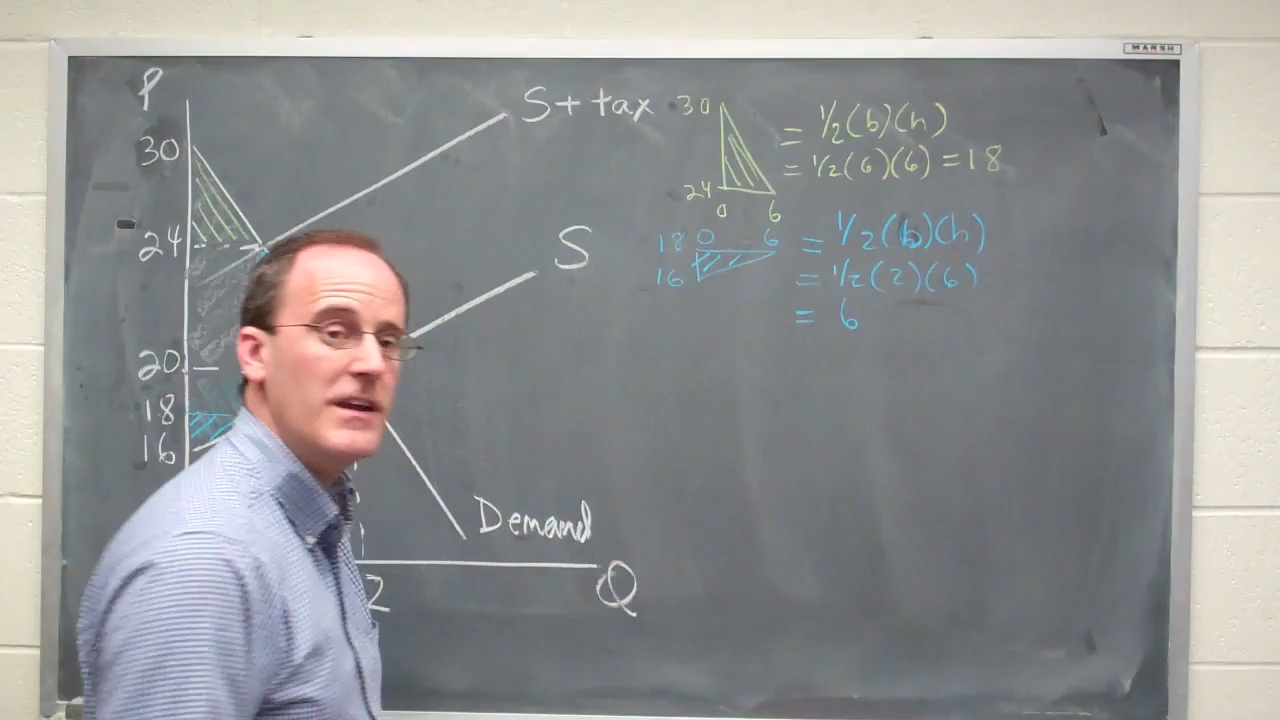 MARSH
P
30
24
20
18
16
S + tax
S
Demand
2
Q
30
24
0 6
= 1/2 (b)(h)
= 1/2 (6)(6) = 18
18 0 6
16
= 1/2 (b)(h)
= 1/2 (2)(6)
= 6